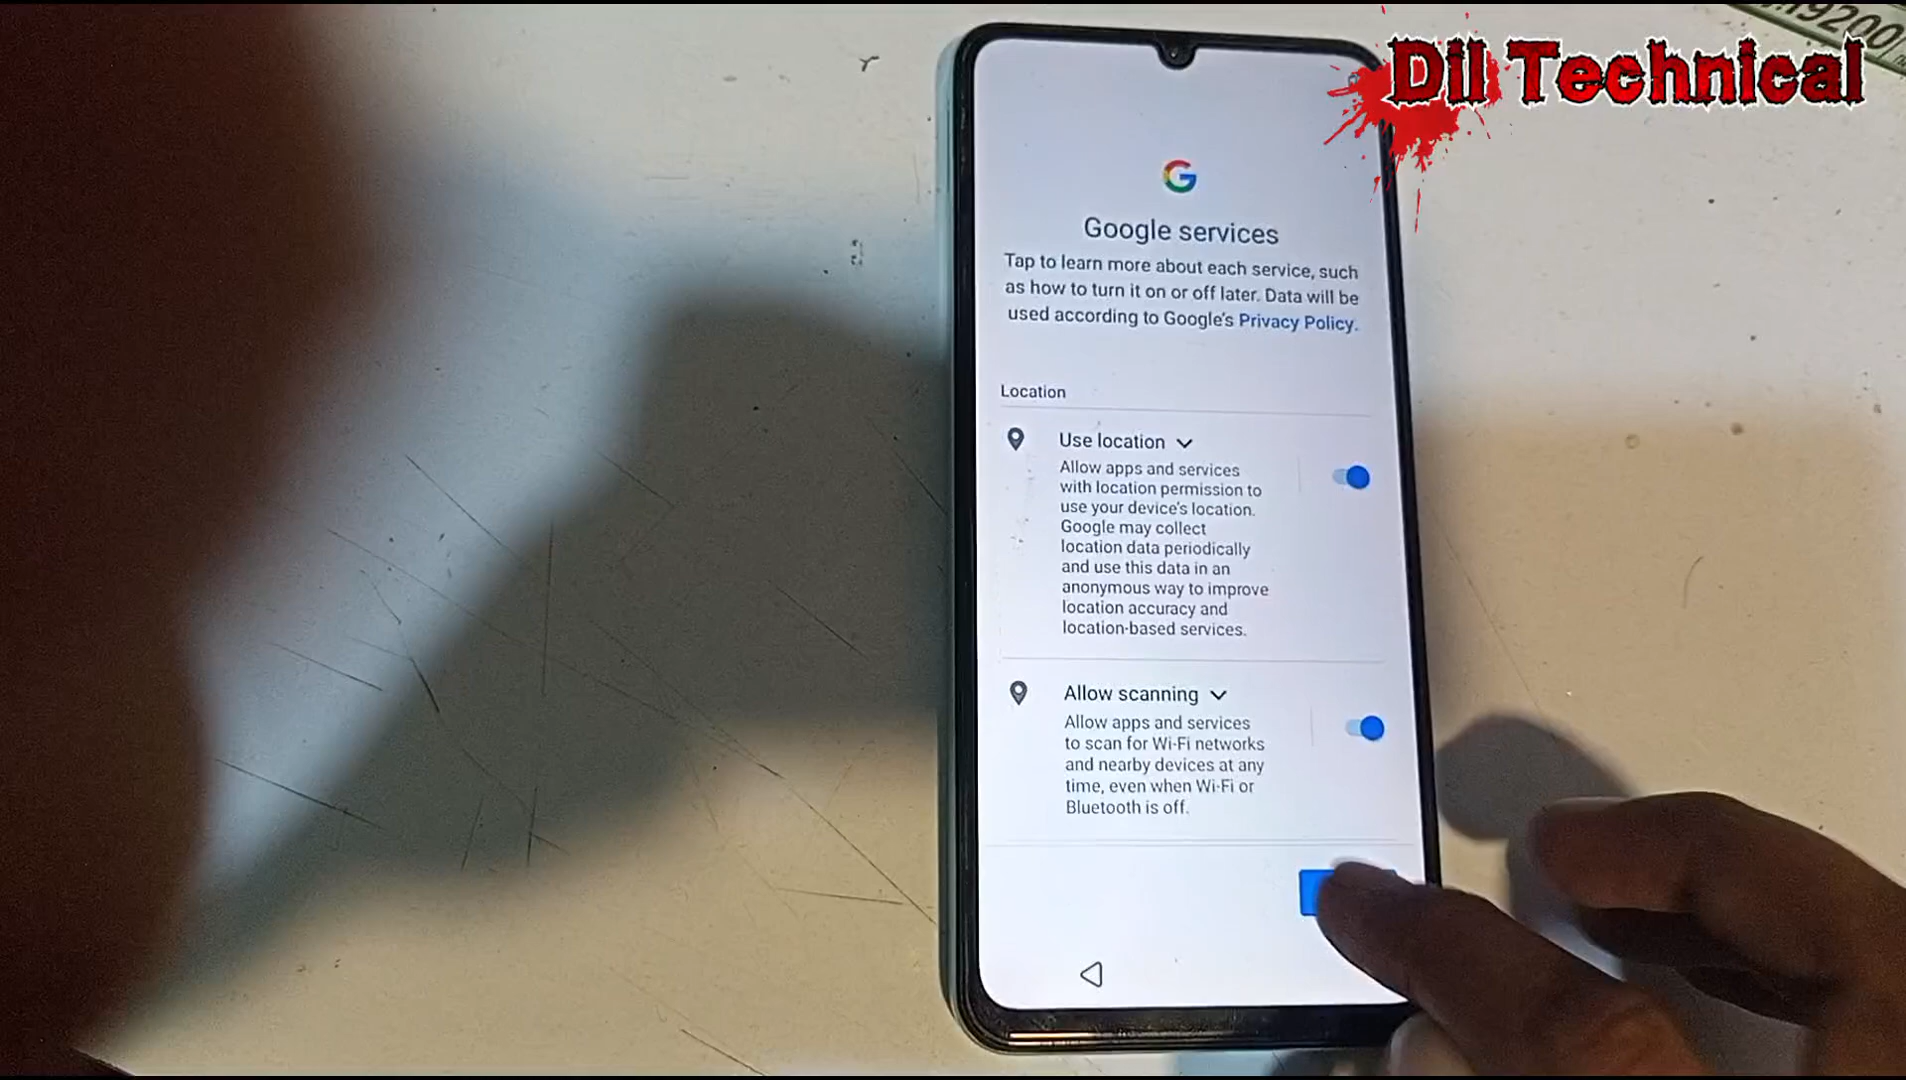 Dil Technical
Google services
Tap to learn more about each service, such
as how to turn it on or off later. Data will be
used according to Google's Privacy Policy.
Location
Use location
Allow apps and services
with location permission to
use your device's location.
Google may collect
location data periodically
and use this data in an
anonymous way to improve
location accuracy and
location-based services.
Allow scanning
Allow apps and services
to scan for Wi-Fi networks
and nearby devices at any
time, even when Wi-Fi or
Bluetooth is off.